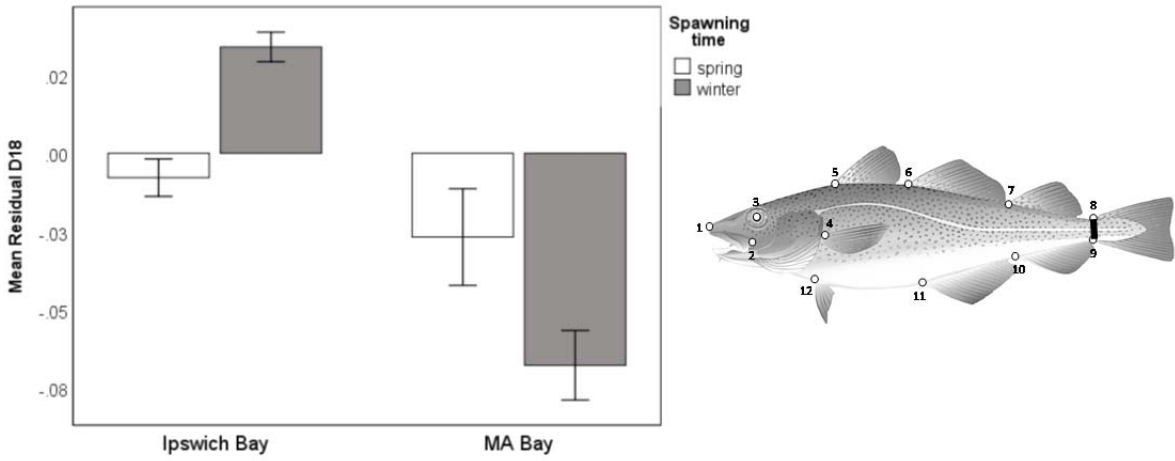 Mean Residual D18
.02
.00
-.03
-.05
-.08
Ipswich Bay
MA Bay
Spawning
time
spring
winter
1
2
3
4
5
6
7
8
9
10
11
12